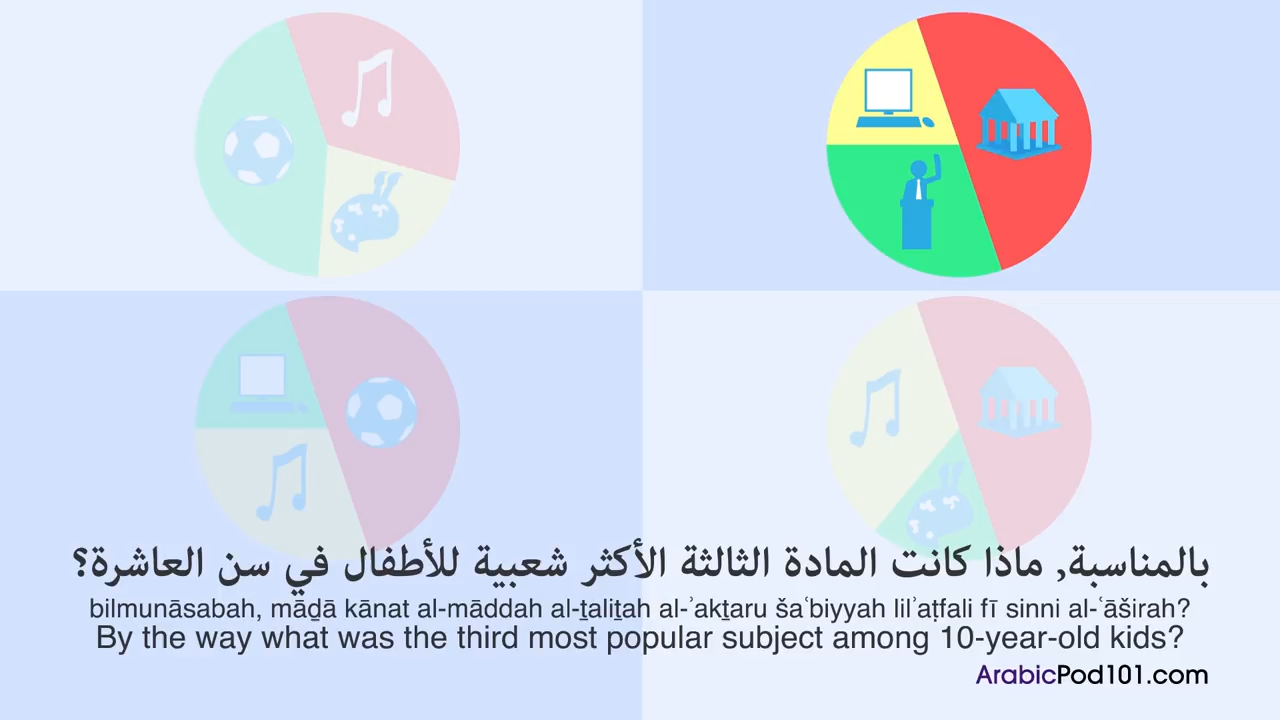 بالمناسبة, ماذا كانت المادة الثالثة الأكثر شعبية للأطفال في سن العاشرة؟
bilmunāsabah, māḏā kānat al-māddah al-ṯaliṯah al-ʾakṯaru šaʿbiyyah lilʾaṭfali fī sinni al-ʿāširah?
By the way what was the third most popular subject among 10-year-old kids?
ArabicPod101.com